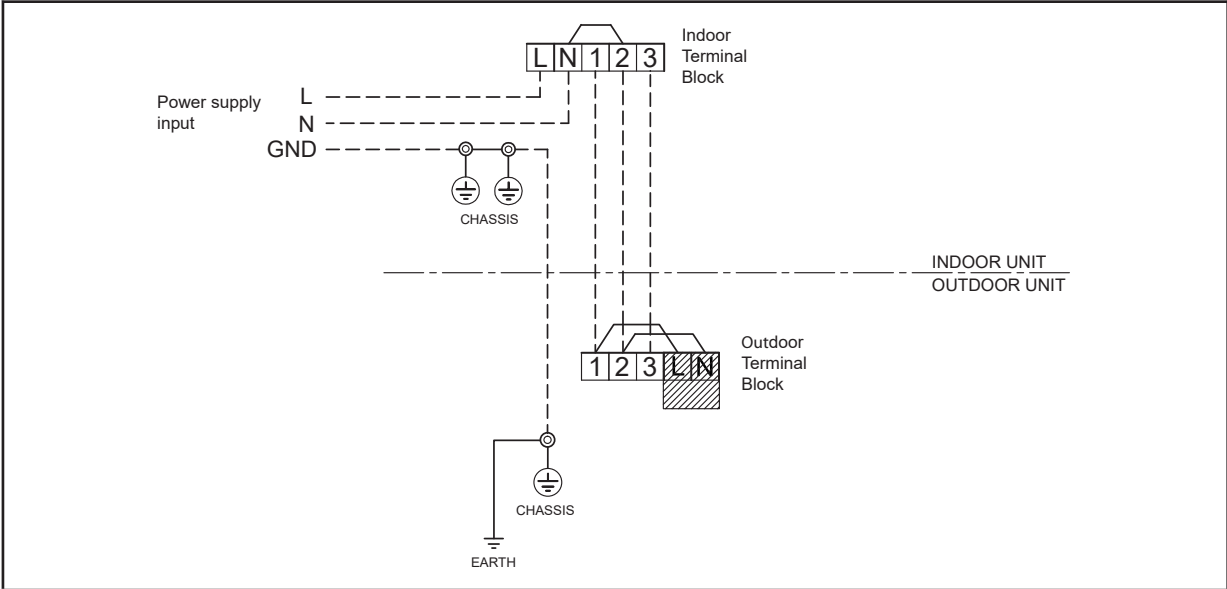 Indoor
Terminal
Block
L N 1 2 3
Power supply
input
L
N
GND
CHASSIS
INDOOR UNIT
OUTDOOR UNIT
Outdoor
Terminal
Block
1 2 3 L N
CHASSIS
EARTH